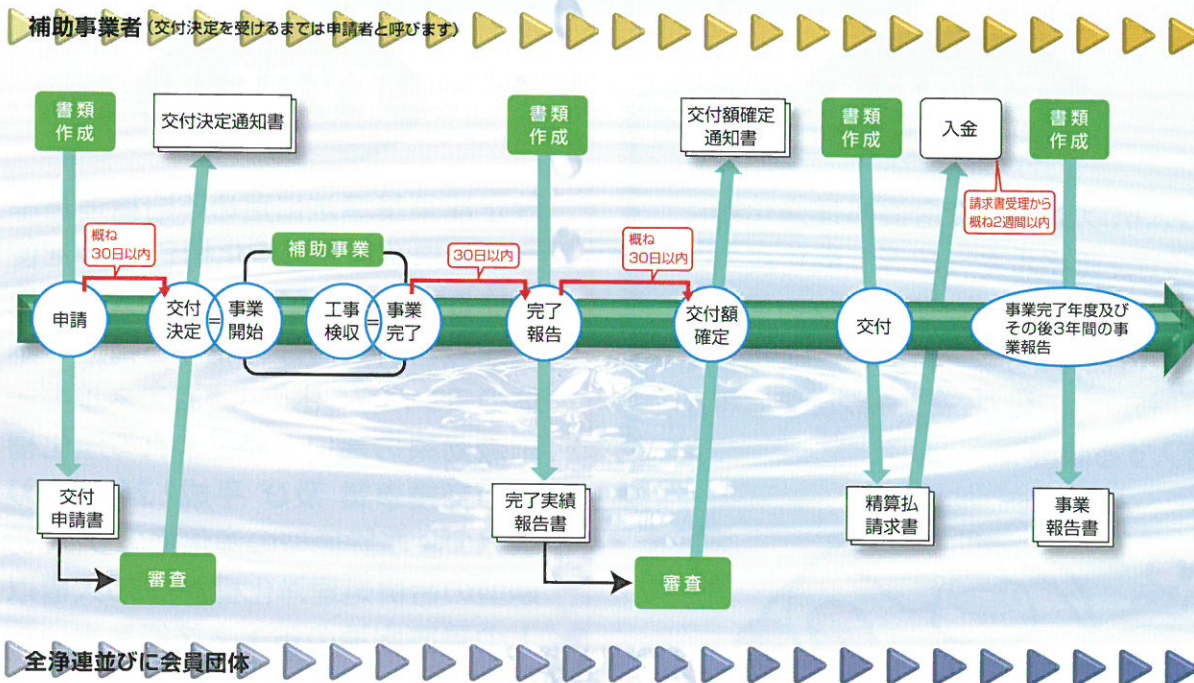 補助事業者(交付決定を受けるまでは申請者と呼びます)
書類
作成
交付決定通知書
書類
作成
交付額確定
通知書
書類
作成
入金
書類
作成
請求書受理から
概ね2週間以内
概ね
30日以内
補助事業
30日以内
概ね
30日以内
申請
交付
決定
=
事業
開始
工事
検収
=
事業
完了
完了
報告
交付額
確定
交付
事業完了年度及び
その後3年間の事
業報告
交付
申請書
完了実績
報告書
精算払
請求書
事業
報告書
審査
審査
全浄連並びに会員団体